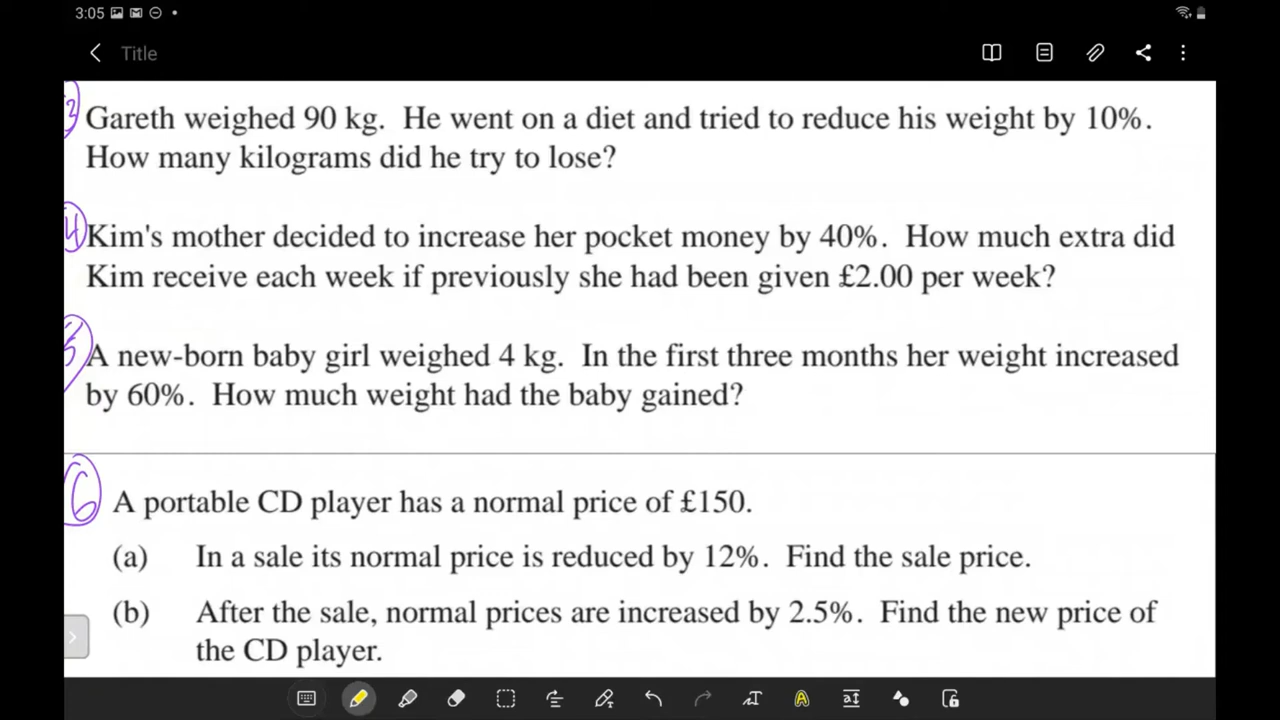 3:05
Title
Gareth weighed 90 kg. He went on a diet and tried to reduce his weight by 10%.
How many kilograms did he try to lose?
4
Kim's mother decided to increase her pocket money by 40%. How much extra did
Kim receive each week if previously she had been given £2.00 per week?
5
A new-born baby girl weighed 4 kg. In the first three months her weight increased
by 60%. How much weight had the baby gained?
6
A portable CD player has a normal price of £150.
(a) In a sale its normal price is reduced by 12%. Find the sale price.
(b) After the sale, normal prices are increased by 2.5%. Find the new price of
the CD player.